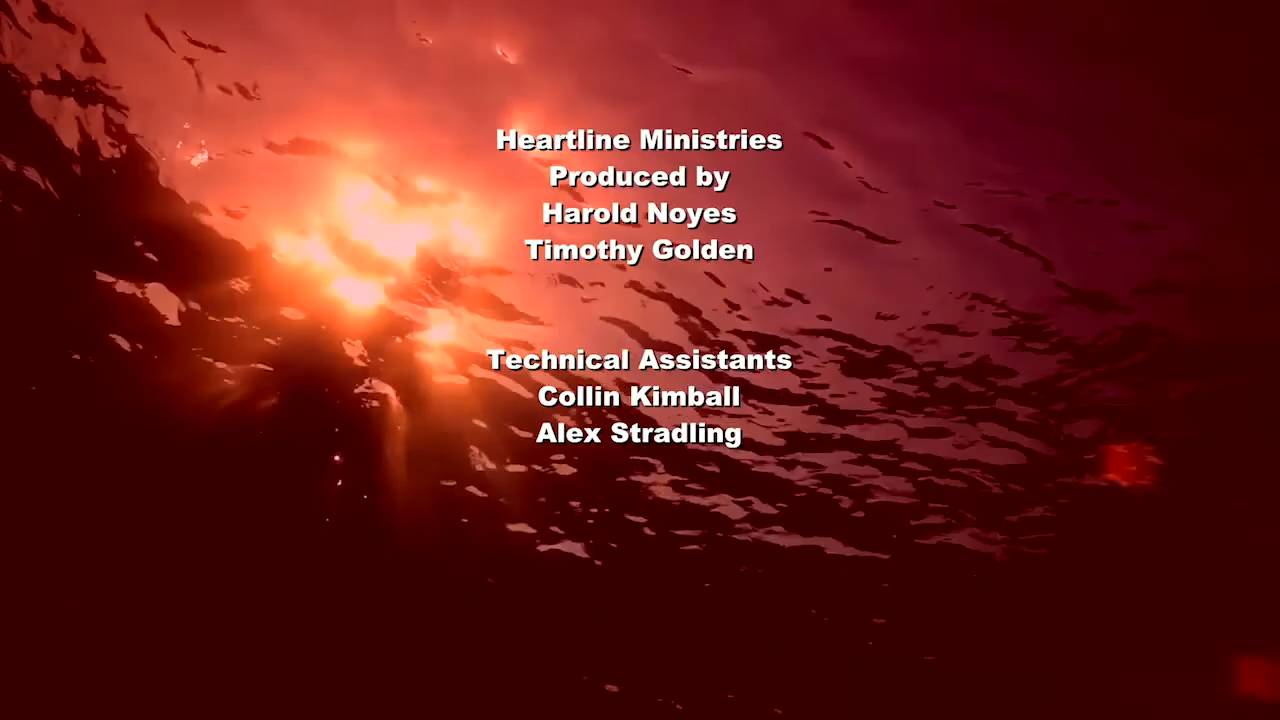 Heartline Ministries
Produced by
Harold Noyes
Timothy Golden
Technical Assistants
Collin Kimball
Alex Stradling